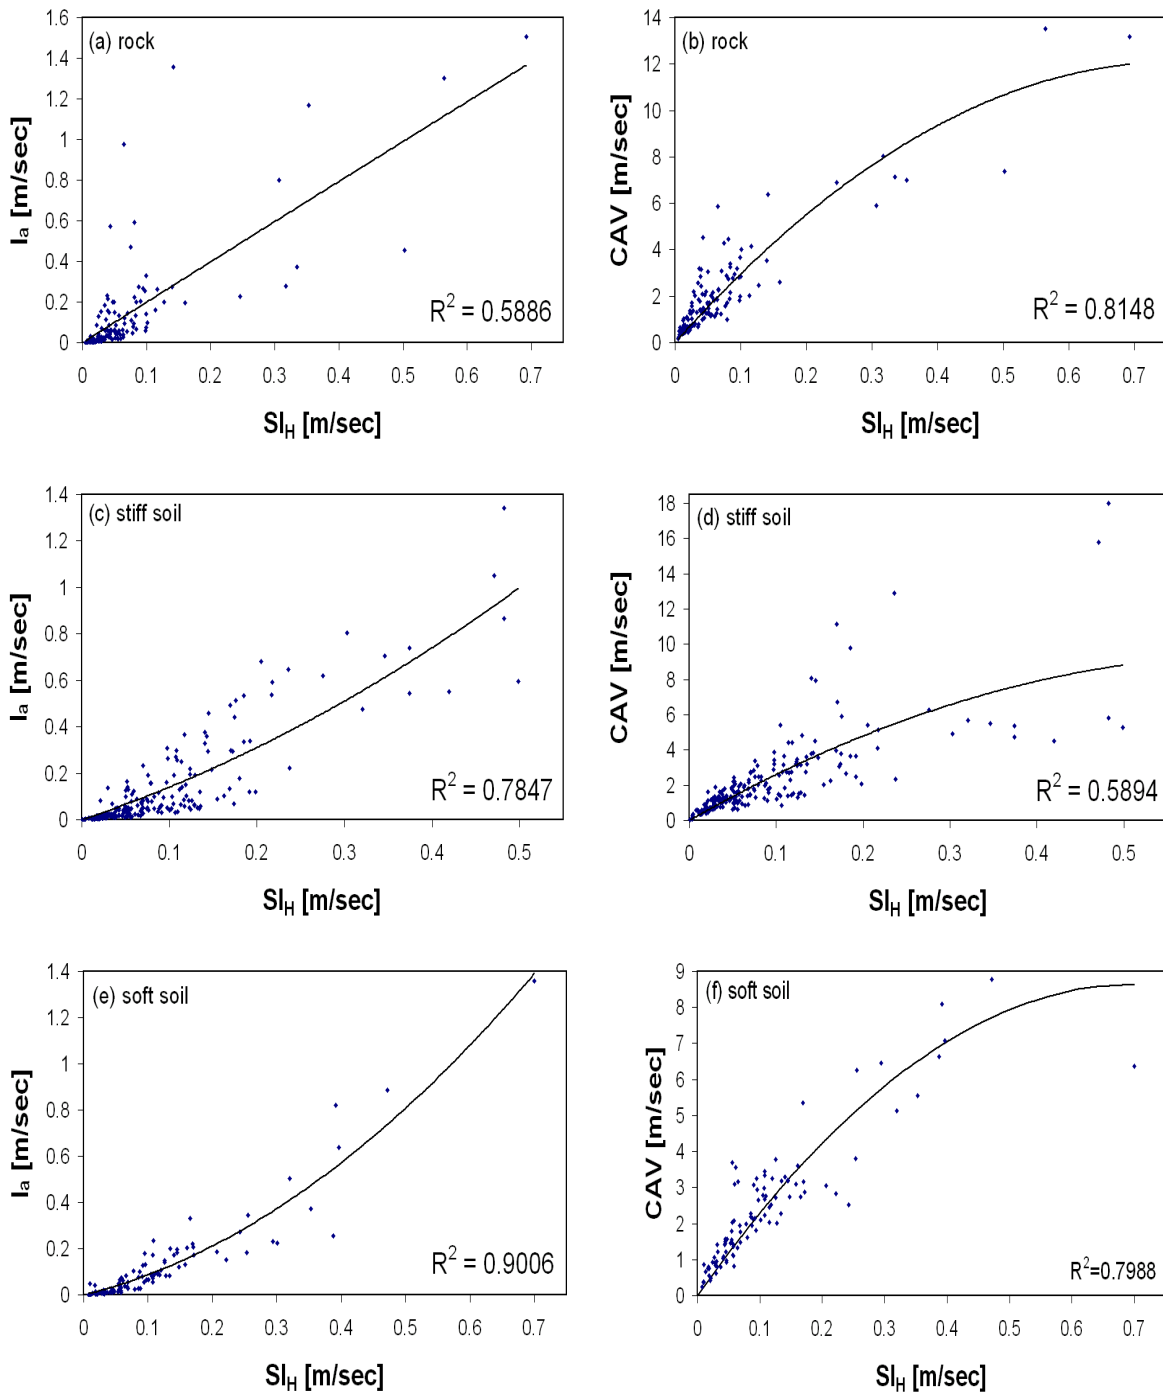 (a) rock
I_a [m/sec]
1.6
1.4
1.2
1
0.8
0.6
0.4
0.2
0
R² = 0.5886
0 0.1 0.2 0.3 0.4 0.5 0.6 0.7
SI_H [m/sec]
(b) rock
CAV [m/sec]
14
12
10
8
6
4
2
0
R² = 0.8148
0 0.1 0.2 0.3 0.4 0.5 0.6 0.7
SI_H [m/sec]
(c) stiff soil
I_a [m/sec]
1.4
1.2
1
0.8
0.6
0.4
0.2
0
R² = 0.7847
0 0.1 0.2 0.3 0.4 0.5
SI_H [m/sec]
(d) stiff soil
CAV [m/sec]
18
16
14
12
10
8
6
4
2
0
R² = 0.5894
0 0.1 0.2 0.3 0.4 0.5
SI_H [m/sec]
(e) soft soil
I_a [m/sec]
1.4
1.2
1
0.8
0.6
0.4
0.2
0
R² = 0.9006
0 0.1 0.2 0.3 0.4 0.5 0.6 0.7
SI_H [m/sec]
(f) soft soil
CAV [m/sec]
9
8
7
6
5
4
3
2
1
0
R²=0.7988
0 0.1 0.2 0.3 0.4 0.5 0.6 0.7
SI_H [m/sec]